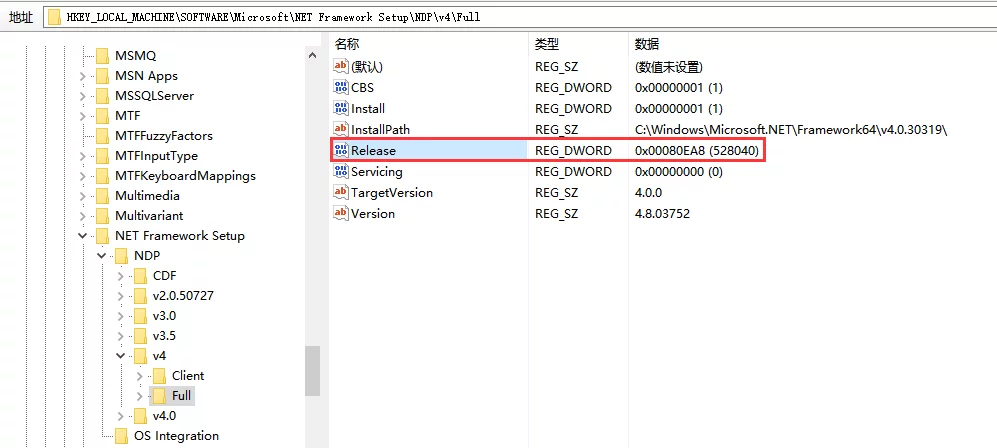 地址 HKEY_LOCAL_MACHINE\SOFTWARE\Microsoft\NET Framework Setup\NDP\v4\Full
MSMQ
MSN Apps
MSSQLServer
MTF
MTFFuzzyFactors
MTFInputType
MTFKeyboardMappings
Multimedia
Multivariant
NET Framework Setup
NDP
CDF
v2.0.50727
v3.0
v3.5
v4
Client
Full
v4.0
OS Integration
名称 类型 数据
(默认) REG_SZ (数值未设置)
CBS REG_DWORD 0x00000001 (1)
Install REG_DWORD 0x00000001 (1)
InstallPath REG_SZ C:\Windows\Microsoft.NET\Framework64\v4.0.30319\
Release REG_DWORD 0x00080EA8 (528040)
Servicing REG_DWORD 0x00000000 (0)
TargetVersion REG_SZ 4.0.0
Version REG_SZ 4.8.03752